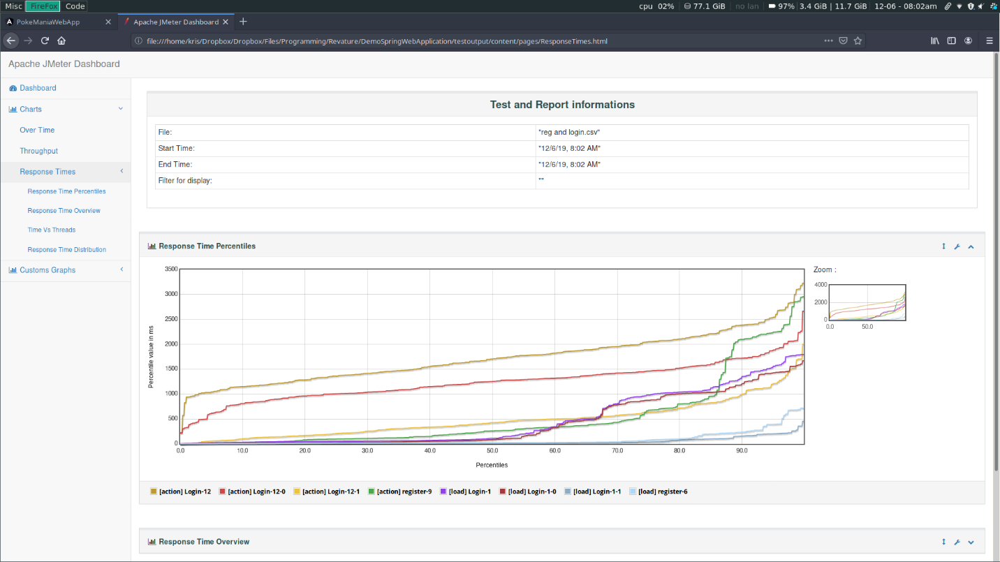 Misc FireFox Code cpu 02% 77.1 GiB no lan 97% 3.4 GiB | 11.7 GiB 12-06 - 08:02am
PokeManiaWebApp Apache JMeter Dashboard
file:///home/kris/Dropbox/Dropbox/Files/Programming/Revature/DemoSpringWebApplication/testoutput/content/pages/ResponseTimes.html
Apache JMeter Dashboard
Dashboard
Charts
Over Time
Throughput
Response Times
Response Time Percentiles
Response Time Overview
Time Vs Threads
Response Time Distribution
Customs Graphs
Test and Report informations
File: "reg and login.csv"
Start Time: "12/6/19, 8:02 AM"
End Time: "12/6/19, 8:02 AM"
Filter for display: ""
Response Time Percentiles
Percentile value in ms
3500
3000
2500
2000
1500
1000
500
0
0.0 10.0 20.0 30.0 40.0 50.0 60.0 70.0 80.0 90.0
Percentiles
Zoom :
4000
2000
0
0.0 50.0
[action] Login-12 [action] Login-12-0 [action] Login-12-1 [action] register-9 [load] Login-1 [load] Login-1-0 [load] Login-1-1 [load] register-6
Response Time Overview